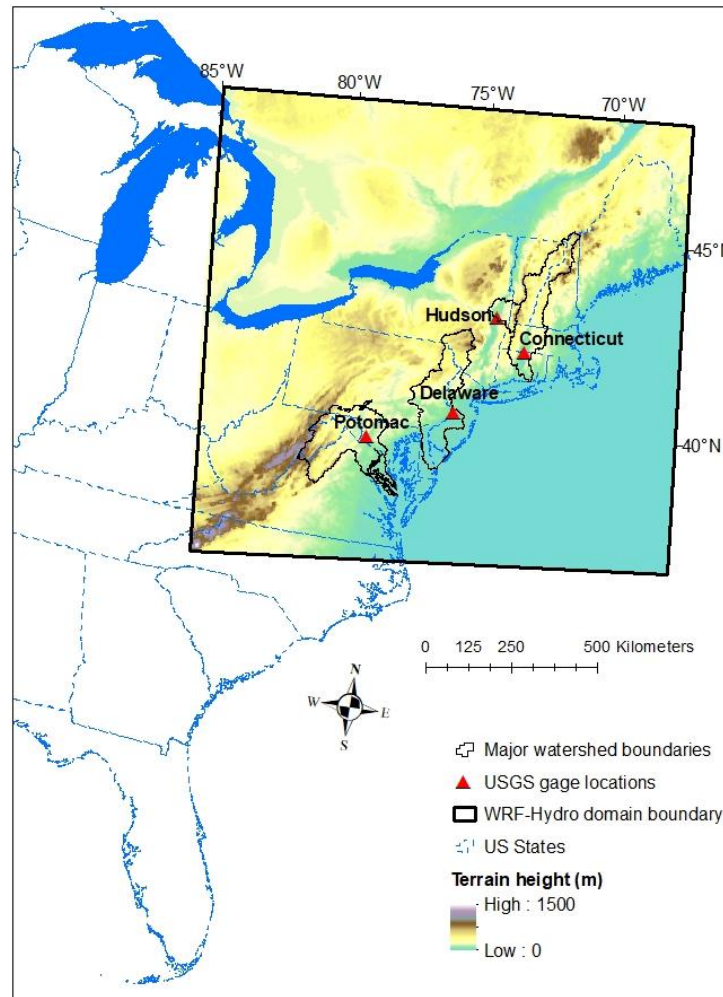 85°W
80°W
75°W
70°W
45°N
Hudson
Connecticut
Delaware
Potomac
40°N
0 125 250 500 Kilometers
N
W
E
S
Major watershed boundaries
USGS gage locations
WRF-Hydro domain boundary
US States
Terrain height (m)
High : 1500
Low : 0